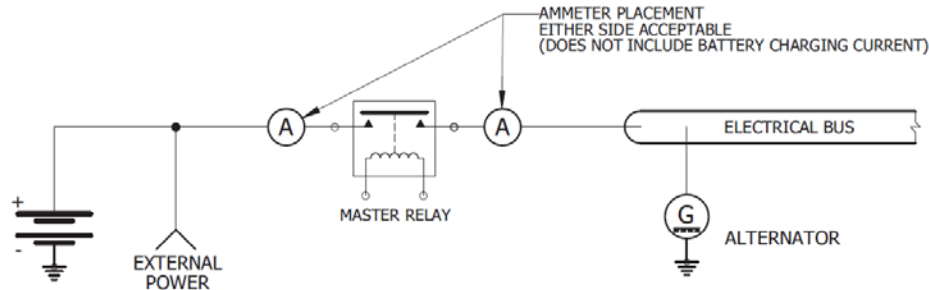 AMMETER PLACEMENT
EITHER SIDE ACCEPTABLE
(DOES NOT INCLUDE BATTERY CHARGING CURRENT)
A
A
ELECTRICAL BUS
MASTER RELAY
+
-
G
ALTERNATOR
EXTERNAL
POWER